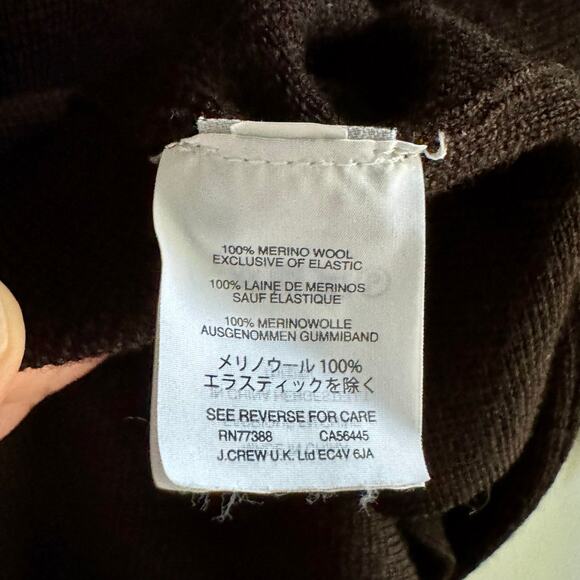 100% MERINO WOOL
EXCLUSIVE OF ELASTIC
100% LAINE DE MERINOS
SAUF ÉLASTIQUE
100% MERINOWOLLE
AUSGENOMMEN GUMMIBAND
メリノウール 100%
エラスティックを除く
SEE REVERSE FOR CARE
RN77388 CA56445
J.CREW U.K. Ltd EC4V 6JA